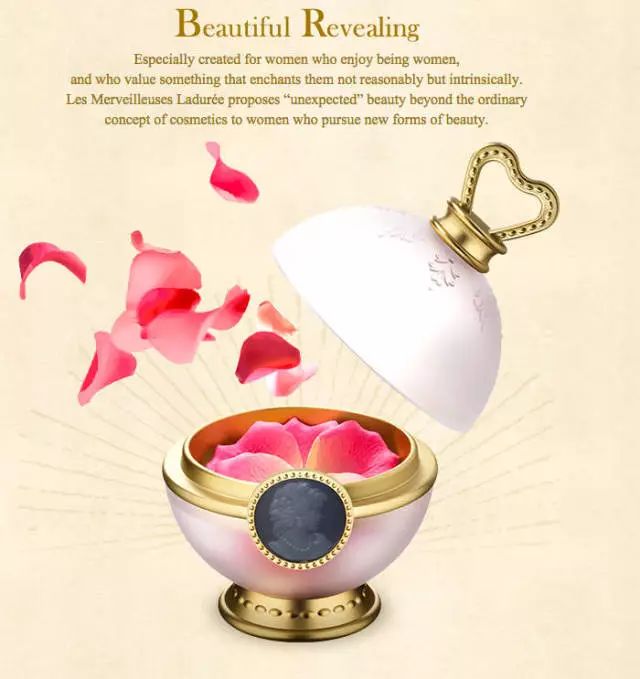 Beautiful Revealing
Especially created for women who enjoy being women,
and who value something that enchants them not reasonably but intrinsically.
Les Merveilleuses Ladurée proposes “unexpected” beauty beyond the ordinary
concept of cosmetics to women who pursue new forms of beauty.